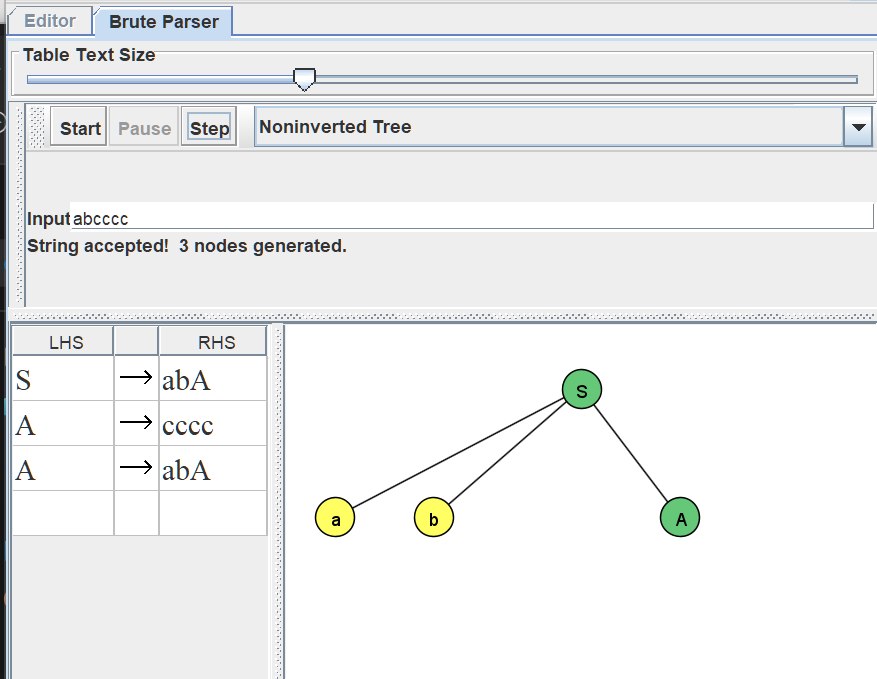 Editor Brute Parser
Table Text Size
Start Pause Step Noninverted Tree
Input abcccc
String accepted! 3 nodes generated.
LHS RHS
S → abA
A → cccc
A → abA
S
a b A